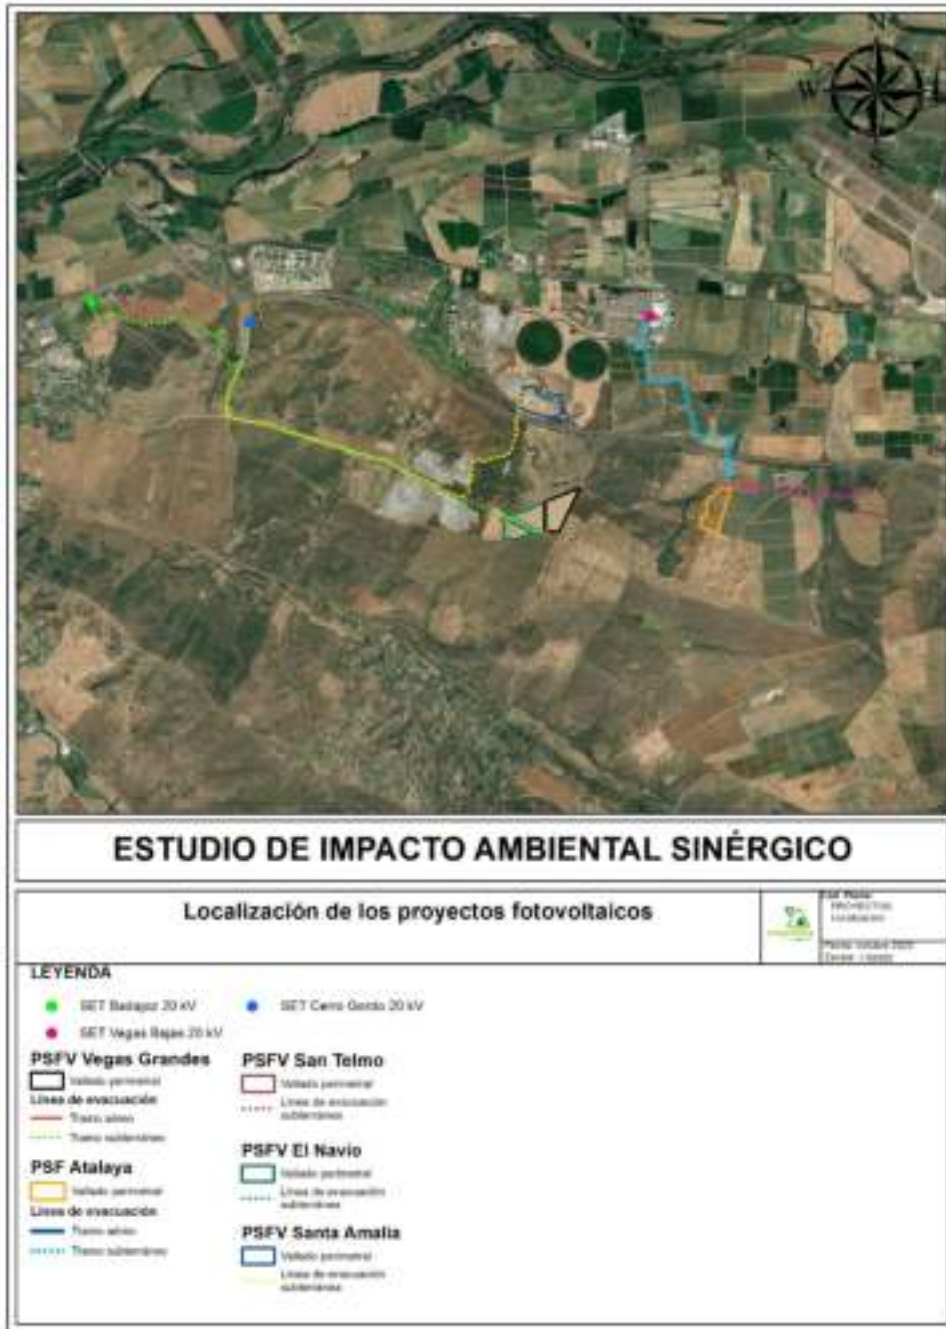 W
ESTUDIO DE IMPACTO AMBIENTAL SINÉRGICO
Localización de los proyectos fotovoltaicos
LEYENDA
SET Badajoz 20 kV
SET Cerro Gordo 20 kV
SET Vegas Bajas 20 kV
PSFV Vegas Grandes
Vallado perimetral
Línea de evacuación
Tramo aéreo
Tramo subterráneo
PSF Atalaya
Vallado perimetral
Línea de evacuación
Tramo aéreo
Tramo subterráneo
PSFV San Telmo
Vallado perimetral
Línea de evacuación
subterránea
PSFV El Navío
Vallado perimetral
Línea de evacuación
subterránea
PSFV Santa Amalia
Vallado perimetral
Línea de evacuación
subterránea